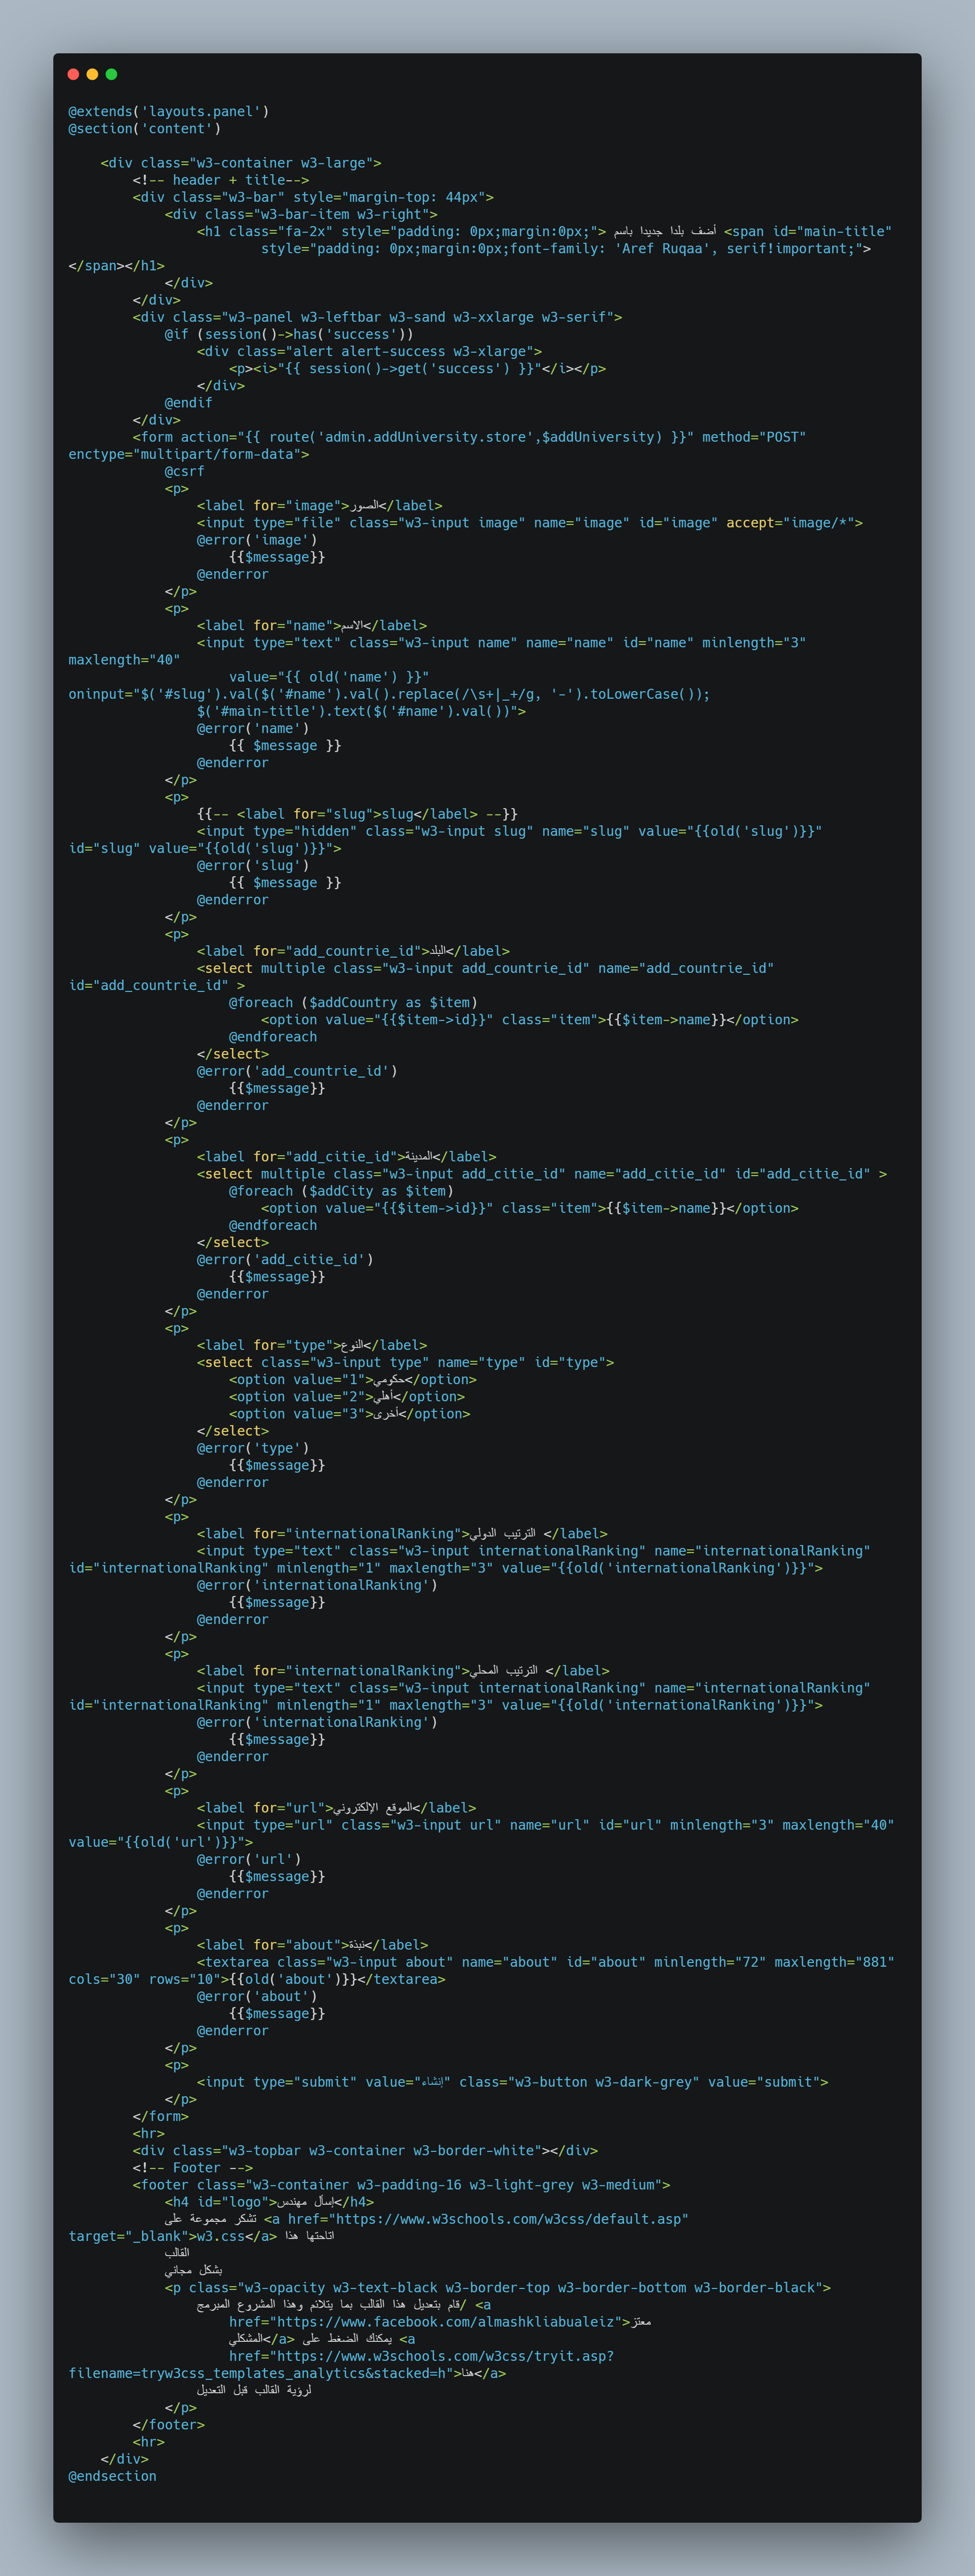 @extends('layouts.panel')
@section('content')
<div class="w3-container w3-large">
<!-- header + title-->
<div class="w3-bar" style="margin-top: 44px">
<div class="w3-bar-item w3-right">
<h1 class="fa-2x" style="padding: 0px;margin:0px;"> أضف بلدا جديدا باسم <span id="main-title"
style="padding: 0px;margin:0px;font-family: 'Aref Ruqaa', serif!important;">
</span></h1>
</div>
</div>
<div class="w3-panel w3-leftbar w3-sand w3-xxlarge w3-serif">
@if (session()->has('success'))
<div class="alert alert-success w3-xlarge">
<p><i>"{{ session()->get('success') }}"</i></p>
</div>
@endif
</div>
<form action="{{ route('admin.addUniversity.store',$addUniversity) }}" method="POST"
enctype="multipart/form-data">
@csrf
<p>
<label for="image">الصور</label>
<input type="file" class="w3-input image" name="image" id="image" accept="image/*">
@error('image')
{{$message}}
@enderror
</p>
<p>
<label for="name">الاسم</label>
<input type="text" class="w3-input name" name="name" id="name" minlength="3"
maxlength="40"
value="{{ old('name') }}"
oninput="$('#slug').val($('#name').val().replace(/\s+|_+/g, '-').toLowerCase());
$('#main-title').text($('#name').val())">
@error('name')
{{ $message }}
@enderror
</p>
<p>
{{-- <label for="slug">slug</label> --}}
<input type="hidden" class="w3-input slug" name="slug" value="{{old('slug')}}"
id="slug" value="{{old('slug')}}">
@error('slug')
{{ $message }}
@enderror
</p>
<p>
<label for="add_countrie_id">البلد</label>
<select multiple class="w3-input add_countrie_id" name="add_countrie_id"
id="add_countrie_id" >
@foreach ($addCountry as $item)
<option value="{{$item->id}}" class="item">{{$item->name}}</option>
@endforeach
</select>
@error('add_countrie_id')
{{$message}}
@enderror
</p>
<p>
<label for="add_citie_id">المدينة</label>
<select multiple class="w3-input add_citie_id" name="add_citie_id" id="add_citie_id" >
@foreach ($addCity as $item)
<option value="{{$item->id}}" class="item">{{$item->name}}</option>
@endforeach
</select>
@error('add_citie_id')
{{$message}}
@enderror
</p>
<p>
<label for="type">النوع</label>
<select class="w3-input type" name="type" id="type">
<option value="1">حكومي</option>
<option value="2">أهلي</option>
<option value="3">أخرى</option>
</select>
@error('type')
{{$message}}
@enderror
</p>
<p>
<label for="internationalRanking">الترتيب الدولي </label>
<input type="text" class="w3-input internationalRanking" name="internationalRanking"
id="internationalRanking" minlength="1" maxlength="3" value="{{old('internationalRanking')}}">
@error('internationalRanking')
{{$message}}
@enderror
</p>
<p>
<label for="internationalRanking">الترتيب المحلي </label>
<input type="text" class="w3-input internationalRanking" name="internationalRanking"
id="internationalRanking" minlength="1" maxlength="3" value="{{old('internationalRanking')}}">
@error('internationalRanking')
{{$message}}
@enderror
</p>
<p>
<label for="url">الموقع الإلكتروني</label>
<input type="url" class="w3-input url" name="url" id="url" minlength="3" maxlength="40"
value="{{old('url')}}">
@error('url')
{{$message}}
@enderror
</p>
<p>
<label for="about">نبذة</label>
<textarea class="w3-input about" name="about" id="about" minlength="72" maxlength="881"
cols="30" rows="10">{{old('about')}}</textarea>
@error('about')
{{$message}}
@enderror
</p>
<p>
<input type="submit" value="إنشاء" class="w3-button w3-dark-grey" value="submit">
</p>
</form>
<hr>
<div class="w3-topbar w3-container w3-border-white"></div>
<!-- Footer -->
<footer class="w3-container w3-padding-16 w3-light-grey w3-medium">
<h4 id="logo">إسأل مهندس</h4>
تشكر مجموعة على <a href="https://www.w3schools.com/w3css/default.asp"
target="_blank">w3.css</a> اتاحتها هذا
القالب
بشكل مجاني
<p class="w3-opacity w3-text-black w3-border-top w3-border-bottom w3-border-black">
قام بتعديل هذا القالب بما يتلائم وهذا المشروع المبرمج/ <a
href="https://www.facebook.com/almashkliabualeiz">معتز
المشكلي</a> يمكنك الضغط على <a
href="https://www.w3schools.com/w3css/tryit.asp?
filename=tryw3css_templates_analytics&stacked=h">هنا</a>
لرؤية القالب قبل التعديل
</p>
</footer>
<hr>
</div>
@endsection